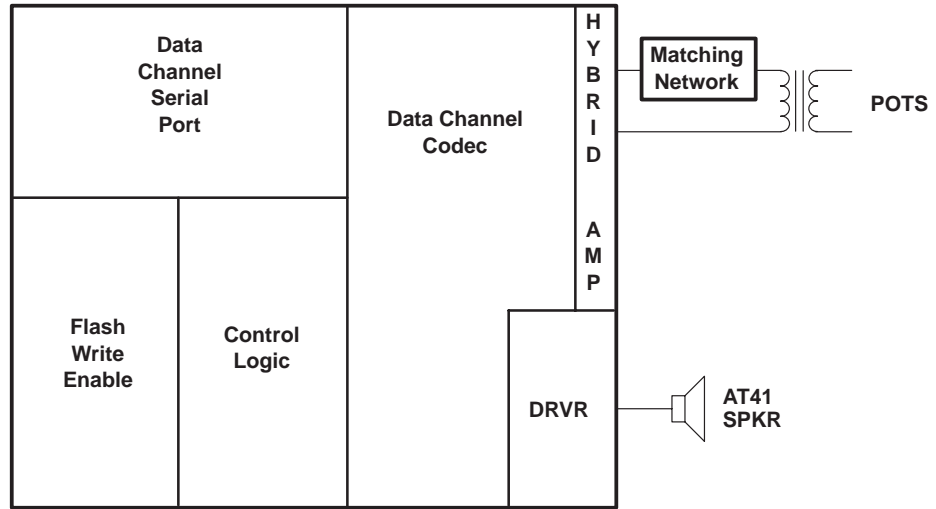 Data
Channel
Serial
Port
Data Channel
Codec
H
Y
B
R
I
D
A
M
P
Matching
Network
POTS
Flash
Write
Enable
Control
Logic
DRVR
AT41
SPKR